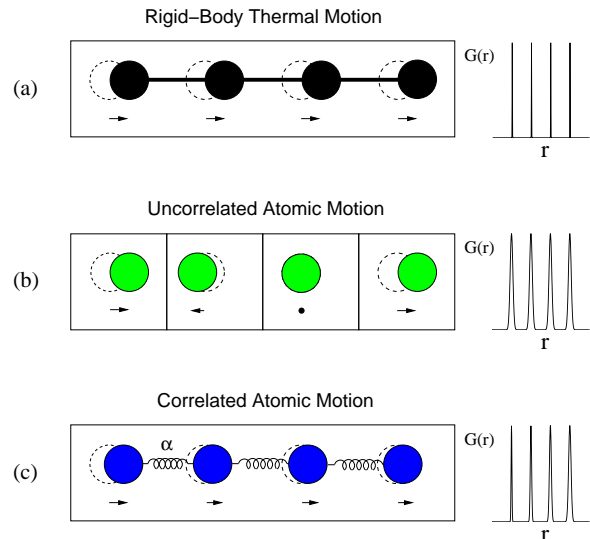 Rigid–Body Thermal Motion
(a)
G(r)
r
Uncorrelated Atomic Motion
(b)
G(r)
r
Correlated Atomic Motion
(c)
α
G(r)
r